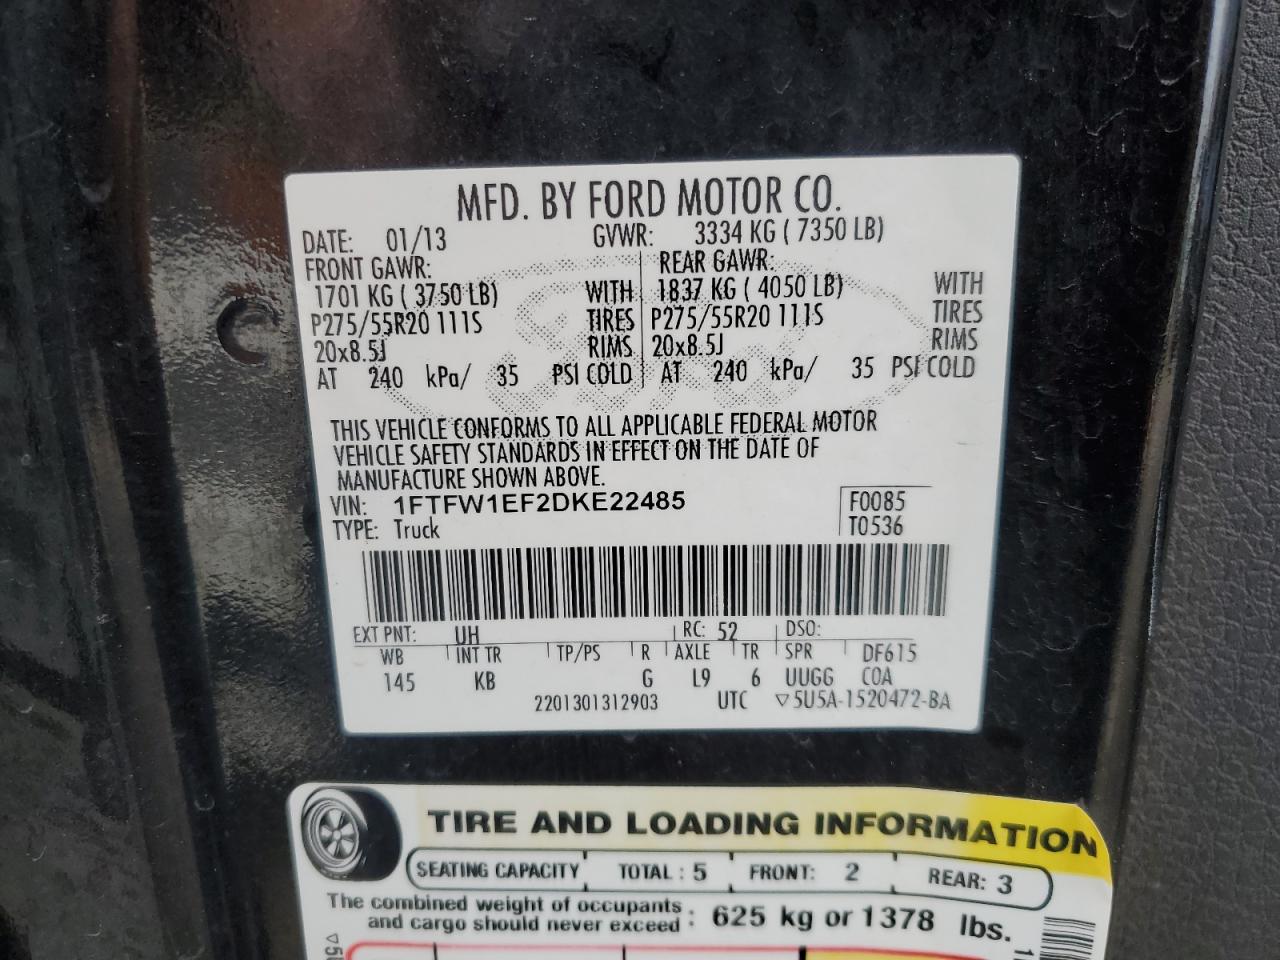 MFD. BY FORD MOTOR CO.
DATE: 01/13 GVWR: 3334 KG ( 7350 LB)
FRONT GAWR: REAR GAWR:
1701 KG ( 3750 LB) WITH 1837 KG ( 4050 LB) WITH
P275/55R20 111S TIRES P275/55R20 111S TIRES
20x8.5J RIMS 20x8.5J RIMS
AT 240 kPa/ 35 PSI COLD AT 240 kPa/ 35 PSI COLD
THIS VEHICLE CONFORMS TO ALL APPLICABLE FEDERAL MOTOR
VEHICLE SAFETY STANDARDS IN EFFECT ON THE DATE OF
MANUFACTURE SHOWN ABOVE.
VIN: 1FTFW1EF2DKE22485 F0085
TYPE: Truck T0536
EXT PNT: UH RC: 52 DSO:
WB INT TR TP/PS R AXLE TR SPR DF615
145 KB G L9 6 UUGG COA
2201301312903 UTC ▽5U5A-1520472-BA
TIRE AND LOADING INFORMATION
SEATING CAPACITY TOTAL : 5 FRONT: 2 REAR: 3
The combined weight of occupants
and cargo should never exceed : 625 kg or 1378 lbs.